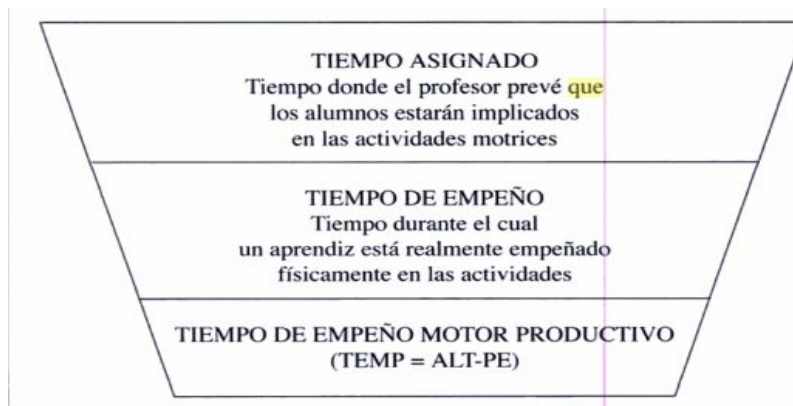 TIEMPO ASIGNADO
Tiempo donde el profesor prevé que
los alumnos estarán implicados
en las actividades motrices
TIEMPO DE EMPEÑO
Tiempo durante el cual
un aprendiz está realmente empeñado
físicamente en las actividades
TIEMPO DE EMPEÑO MOTOR PRODUCTIVO
(TEMP = ALT-PE)